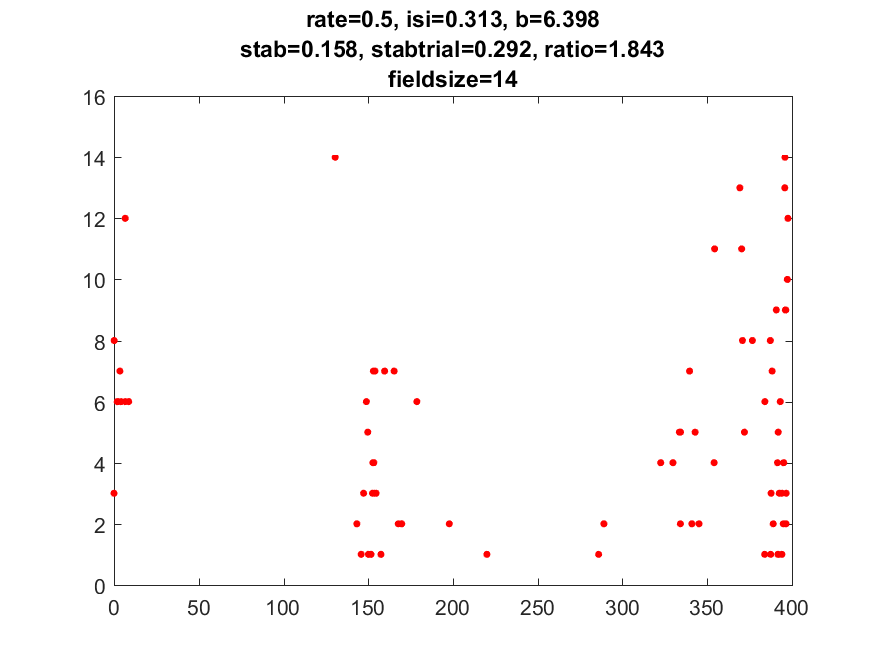 rate=0.5, isi=0.313, b=6.398
stab=0.158, stabtrial=0.292, ratio=1.843
fieldsize=14
16
14
12
10
8
6
4
2
0
0 50 100 150 200 250 300 350 400